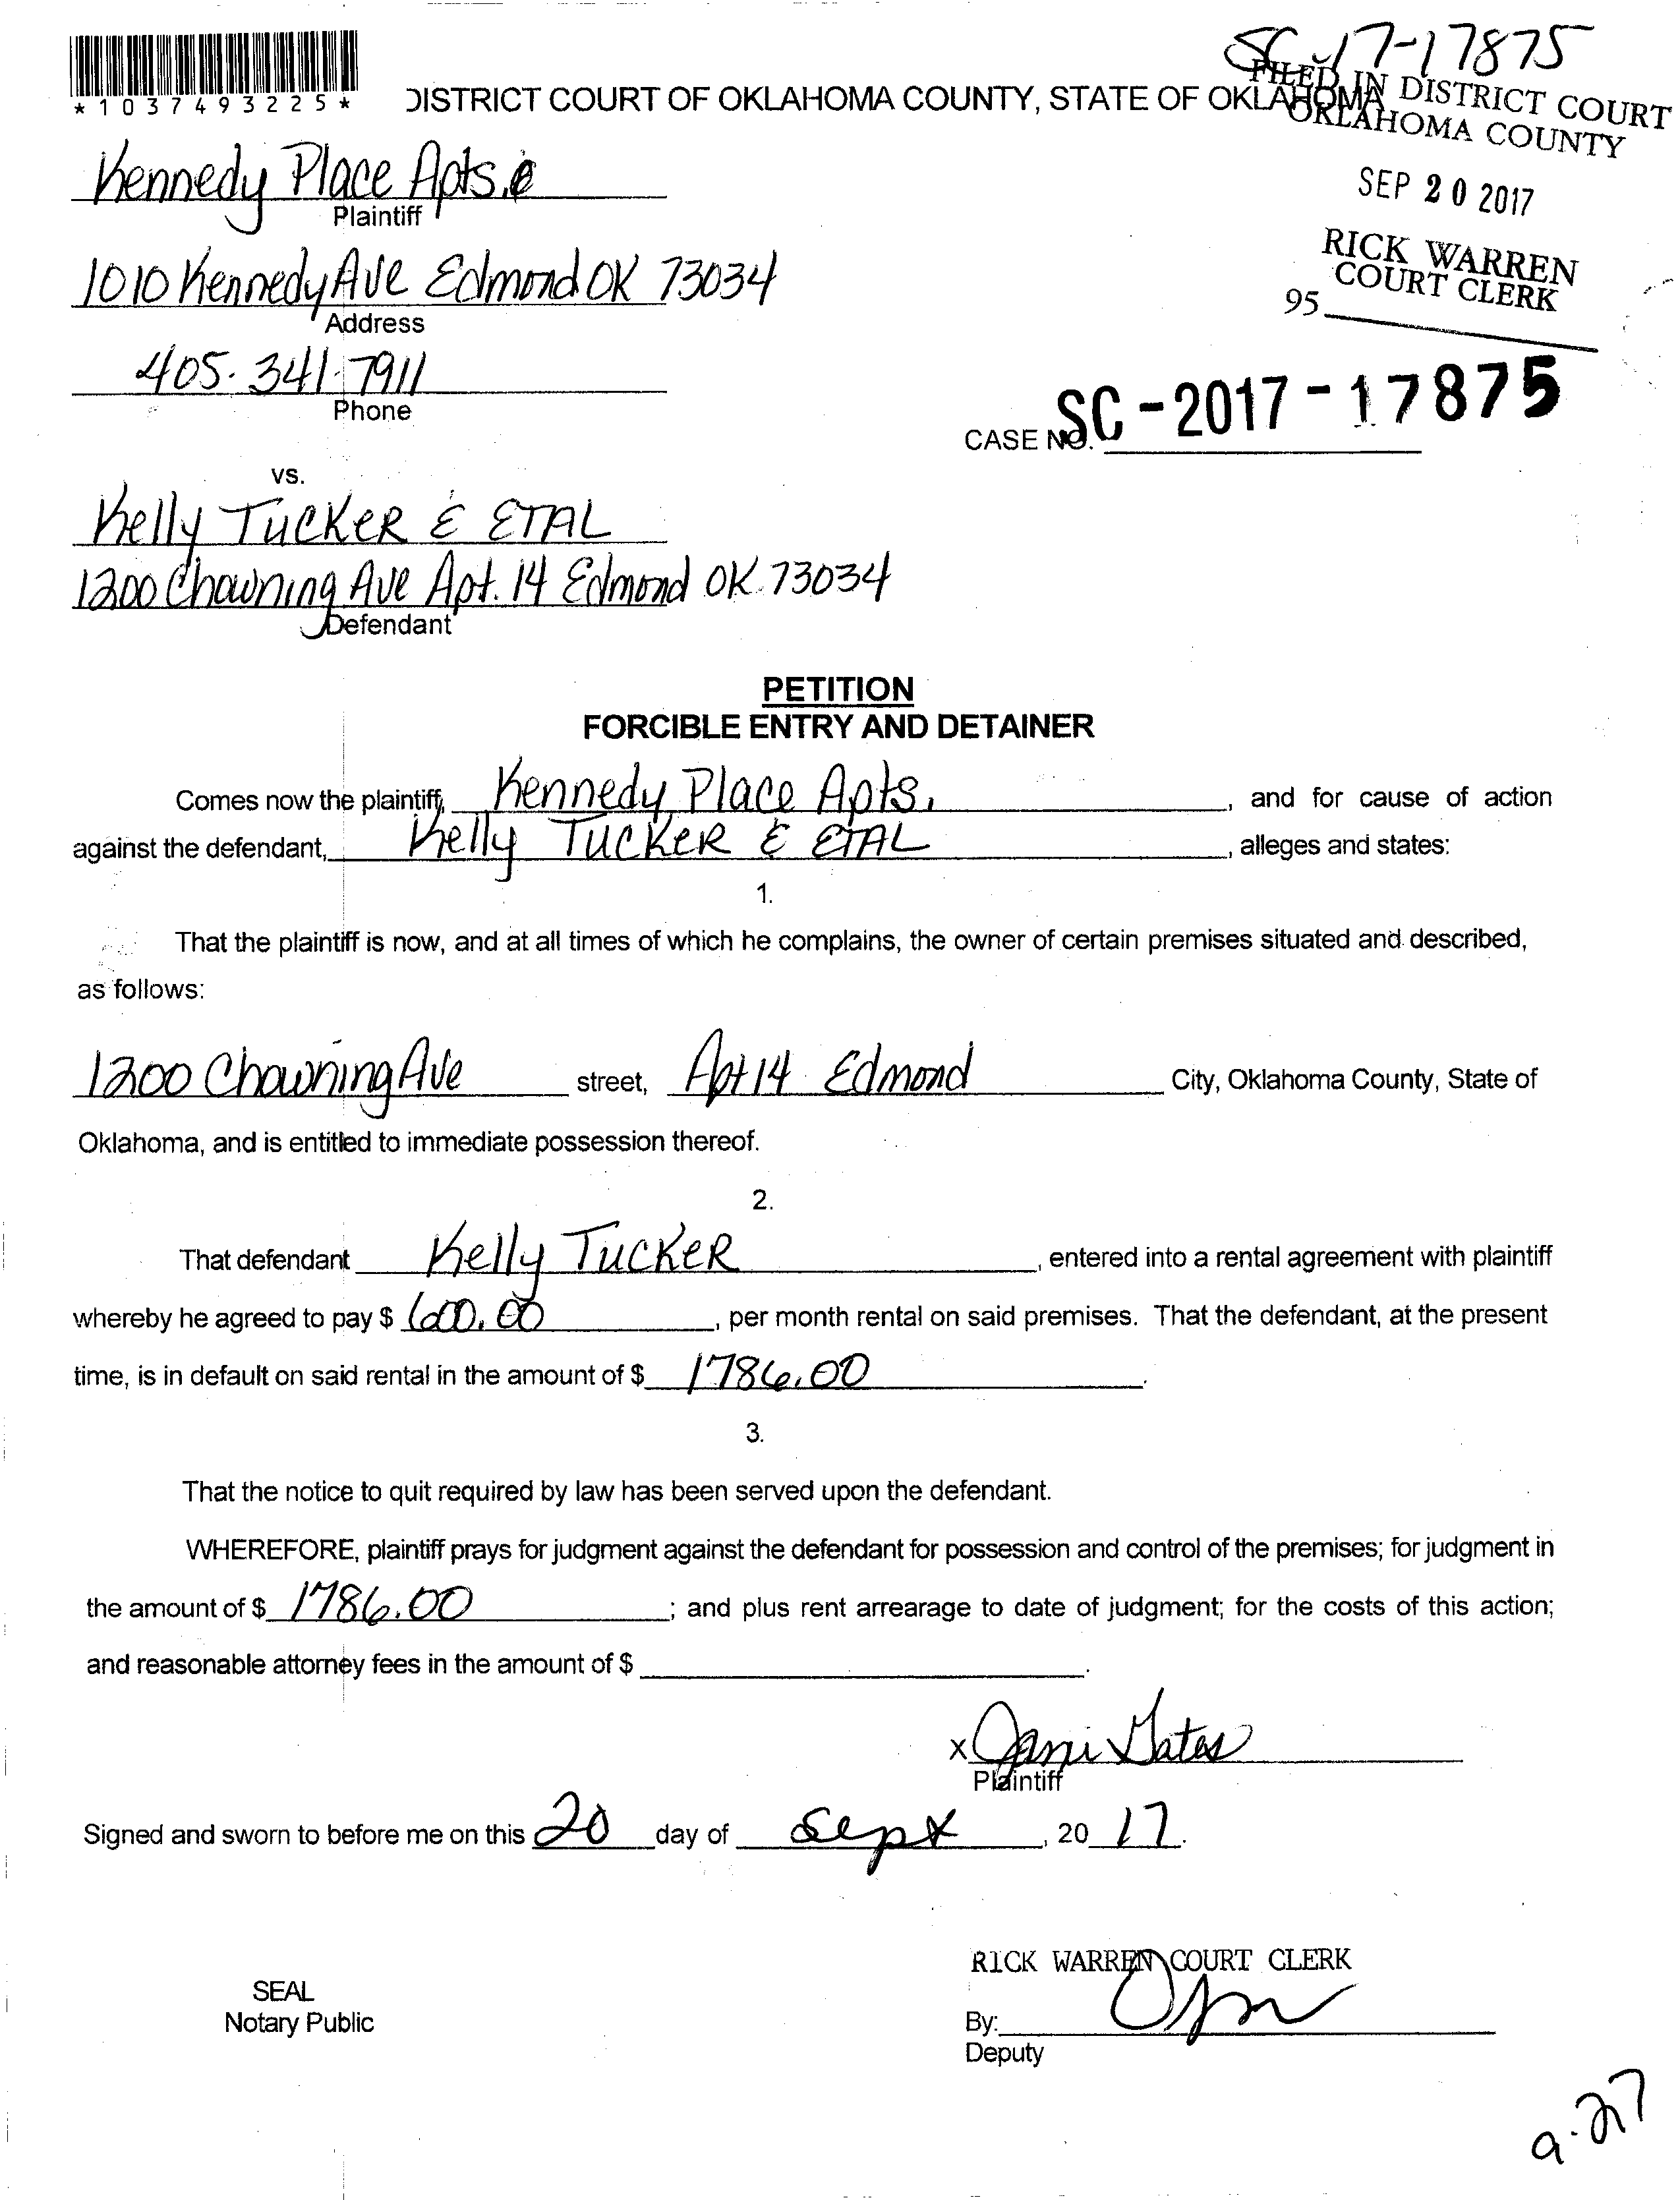 SC-17-17875
*1037493225*
DISTRICT COURT OF OKLAHOMA COUNTY, STATE OF OKLAHOMA
FILED IN DISTRICT COURT
OKLAHOMA COUNTY
SEP 20 2017
RICK WARREN
COURT CLERK
95
Kennedy Place Apts.
Plaintiff
1010 Kennedy Ave Edmond OK 73034
Address
405-341-7911
Phone
CASE NO. SC-2017-17875
vs.
Kelly TUCKER & ETAL
1200 Chowning Ave Apt. 14 Edmond OK 73034
Defendant
PETITION
FORCIBLE ENTRY AND DETAINER
Comes now the plaintiff, Kennedy Place Apts. , and for cause of action
against the defendant, Kelly TUCKER & ETAL , alleges and states:
1.
That the plaintiff is now, and at all times of which he complains, the owner of certain premises situated and described,
as follows:
1200 Chowning Ave street, Apt 14 Edmond City, Oklahoma County, State of
Oklahoma, and is entitled to immediate possession thereof.
2.
That defendant Kelly TUCKER , entered into a rental agreement with plaintiff
whereby he agreed to pay $ 600.00 , per month rental on said premises. That the defendant, at the present
time, is in default on said rental in the amount of $ 1786.00 .
3.
That the notice to quit required by law has been served upon the defendant.
WHEREFORE, plaintiff prays for judgment against the defendant for possession and control of the premises; for judgment in
the amount of $ 1786.00 ; and plus rent arrearage to date of judgment; for the costs of this action;
and reasonable attorney fees in the amount of $ .
x Jami Gates
Plaintiff
Signed and sworn to before me on this 20 day of Sept , 20 17.
RICK WARREN COURT CLERK
SEAL
Notary Public
By:
Deputy
9-27